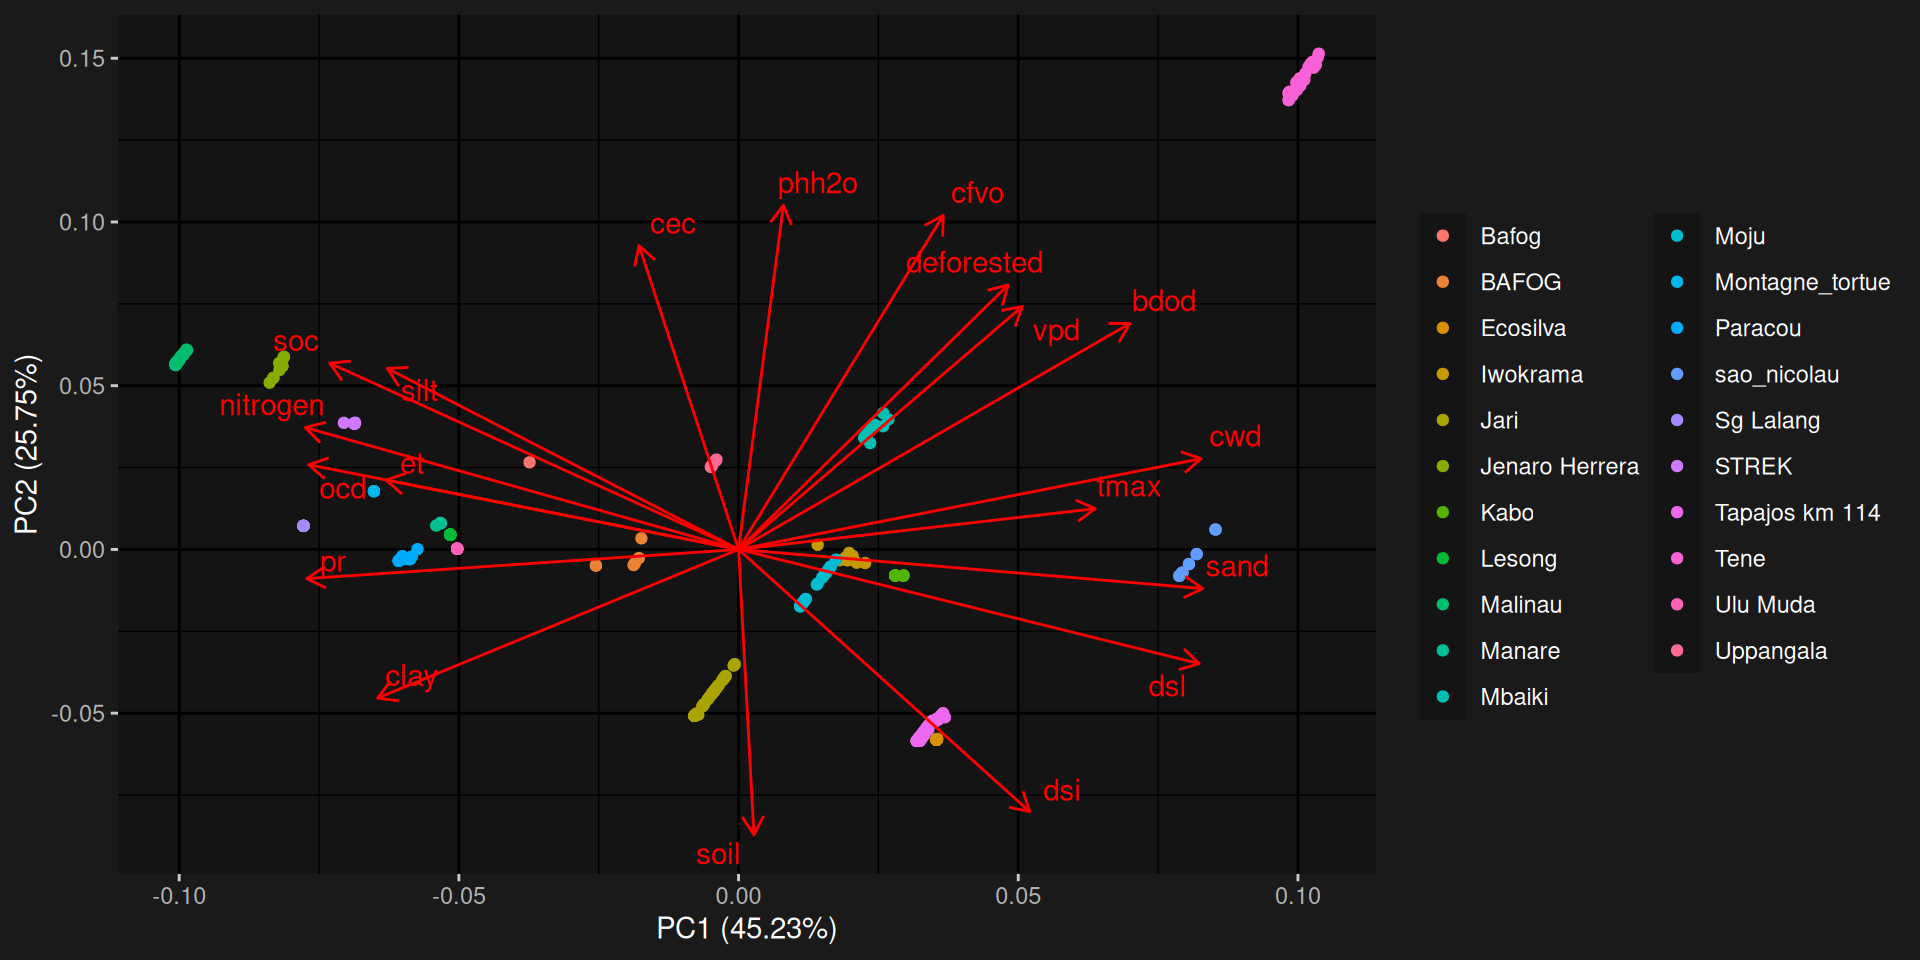 0.15
0.10
0.05
0.00
-0.05
PC2 (25.75%)
-0.10
-0.05
0.00
0.05
0.10
PC1 (45.23%)
phh2o
cfvo
cec
deforested
bdod
vpd
soc
silt
nitrogen
cwd
et
ocd
tmax
pr
sand
clay
dsl
dsi
soil
Bafog
BAFOG
Ecosilva
Iwokrama
Jari
Jenaro Herrera
Kabo
Lesong
Malinau
Manare
Mbaiki
Moju
Montagne_tortue
Paracou
sao_nicolau
Sg Lalang
STREK
Tapajos km 114
Tene
Ulu Muda
Uppangala